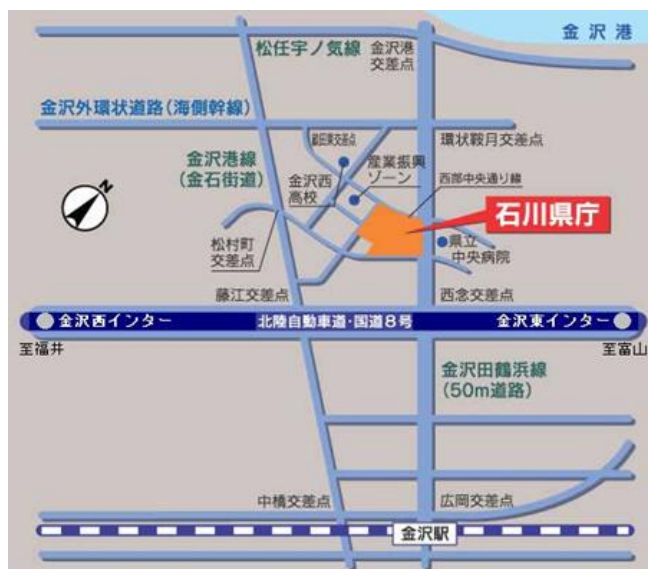 金沢港
松任宇ノ気線
金沢港
交差点
金沢外環状道路(海側幹線)
環状鞍月交差点
金沢港線
(金石街道)
産業振興
ゾーン
金沢西
高校
西部中央通り線
石川県庁
松村町
交差点
県立
中央病院
藤江交差点
西念交差点
金沢西インター
北陸自動車道・国道8号
金沢東インター
至福井
至富山
金沢田鶴浜線
(50m道路)
中橋交差点
広岡交差点
金沢駅
N